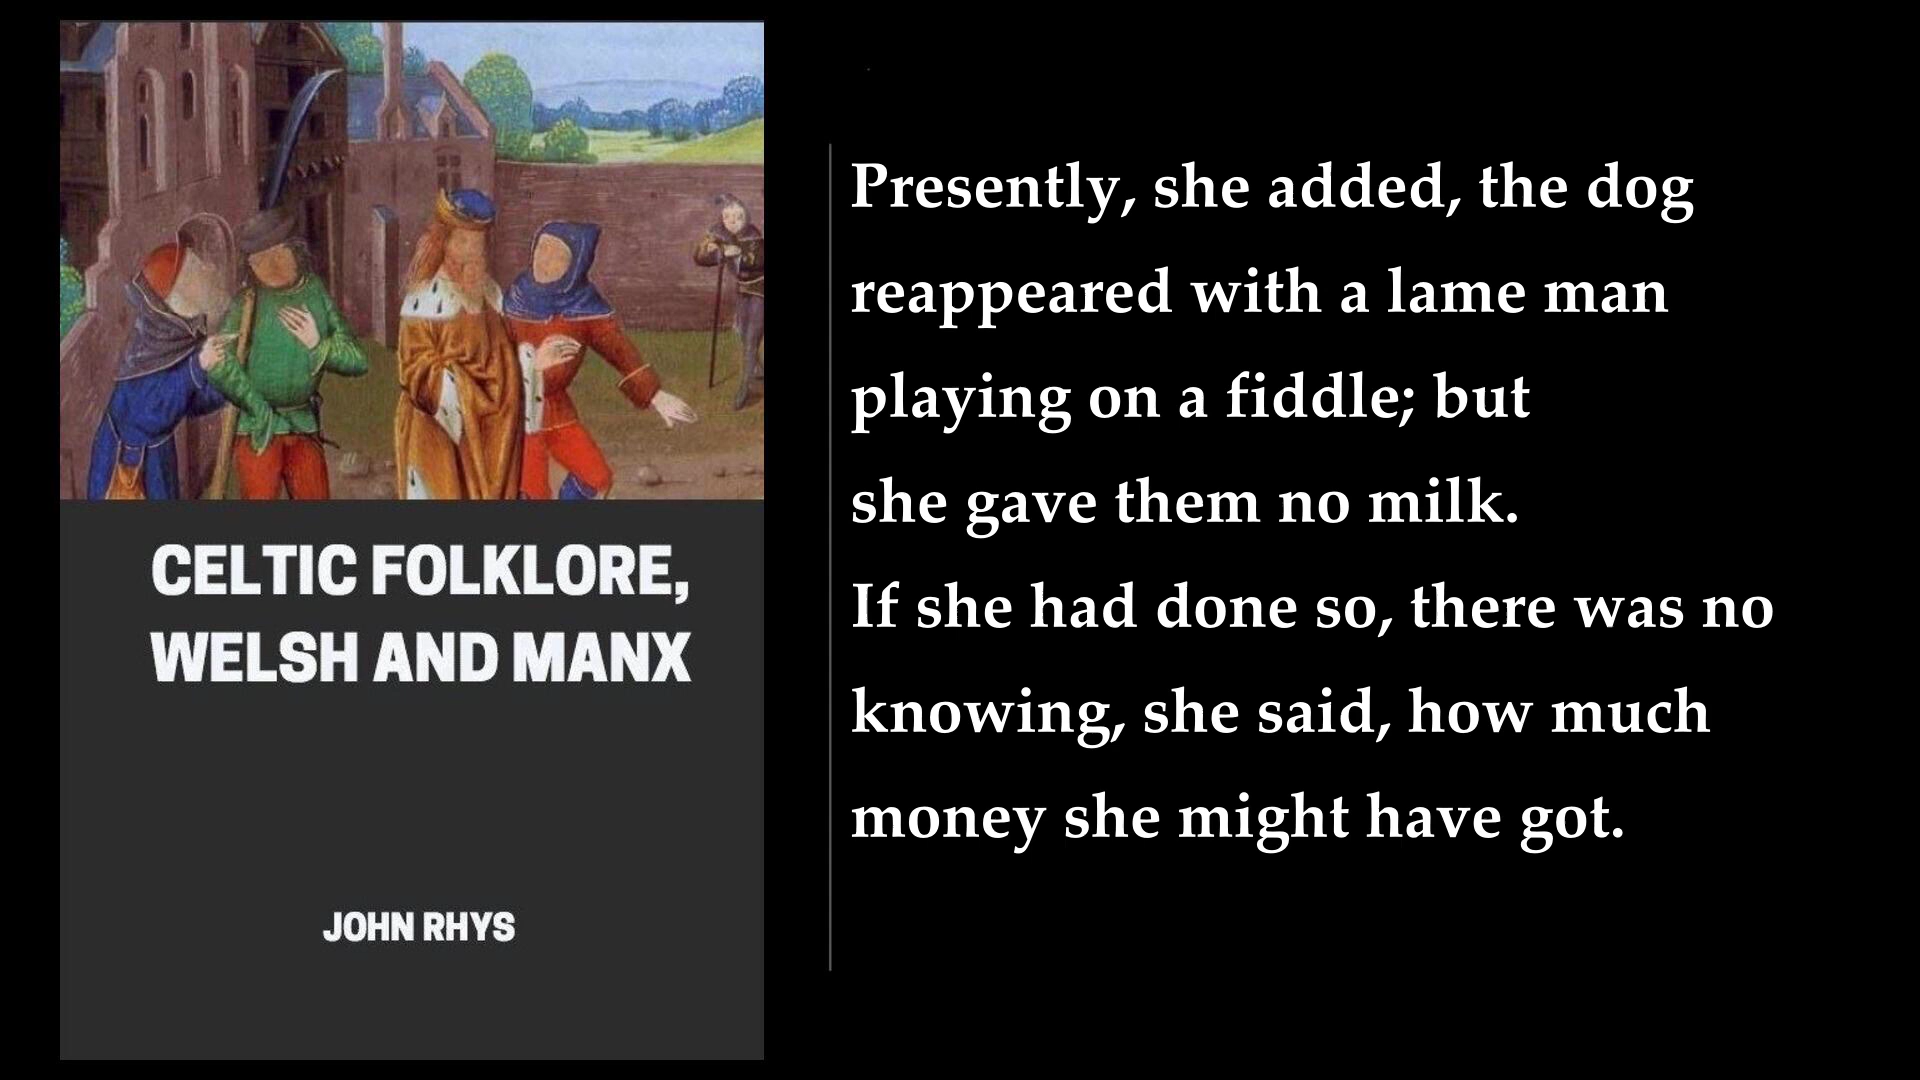 CELTIC FOLKLORE,
WELSH AND MANX
JOHN RHYS
Presently, she added, the dog
reappeared with a lame man
playing on a fiddle; but
she gave them no milk.
If she had done so, there was no
knowing, she said, how much
money she might have got.